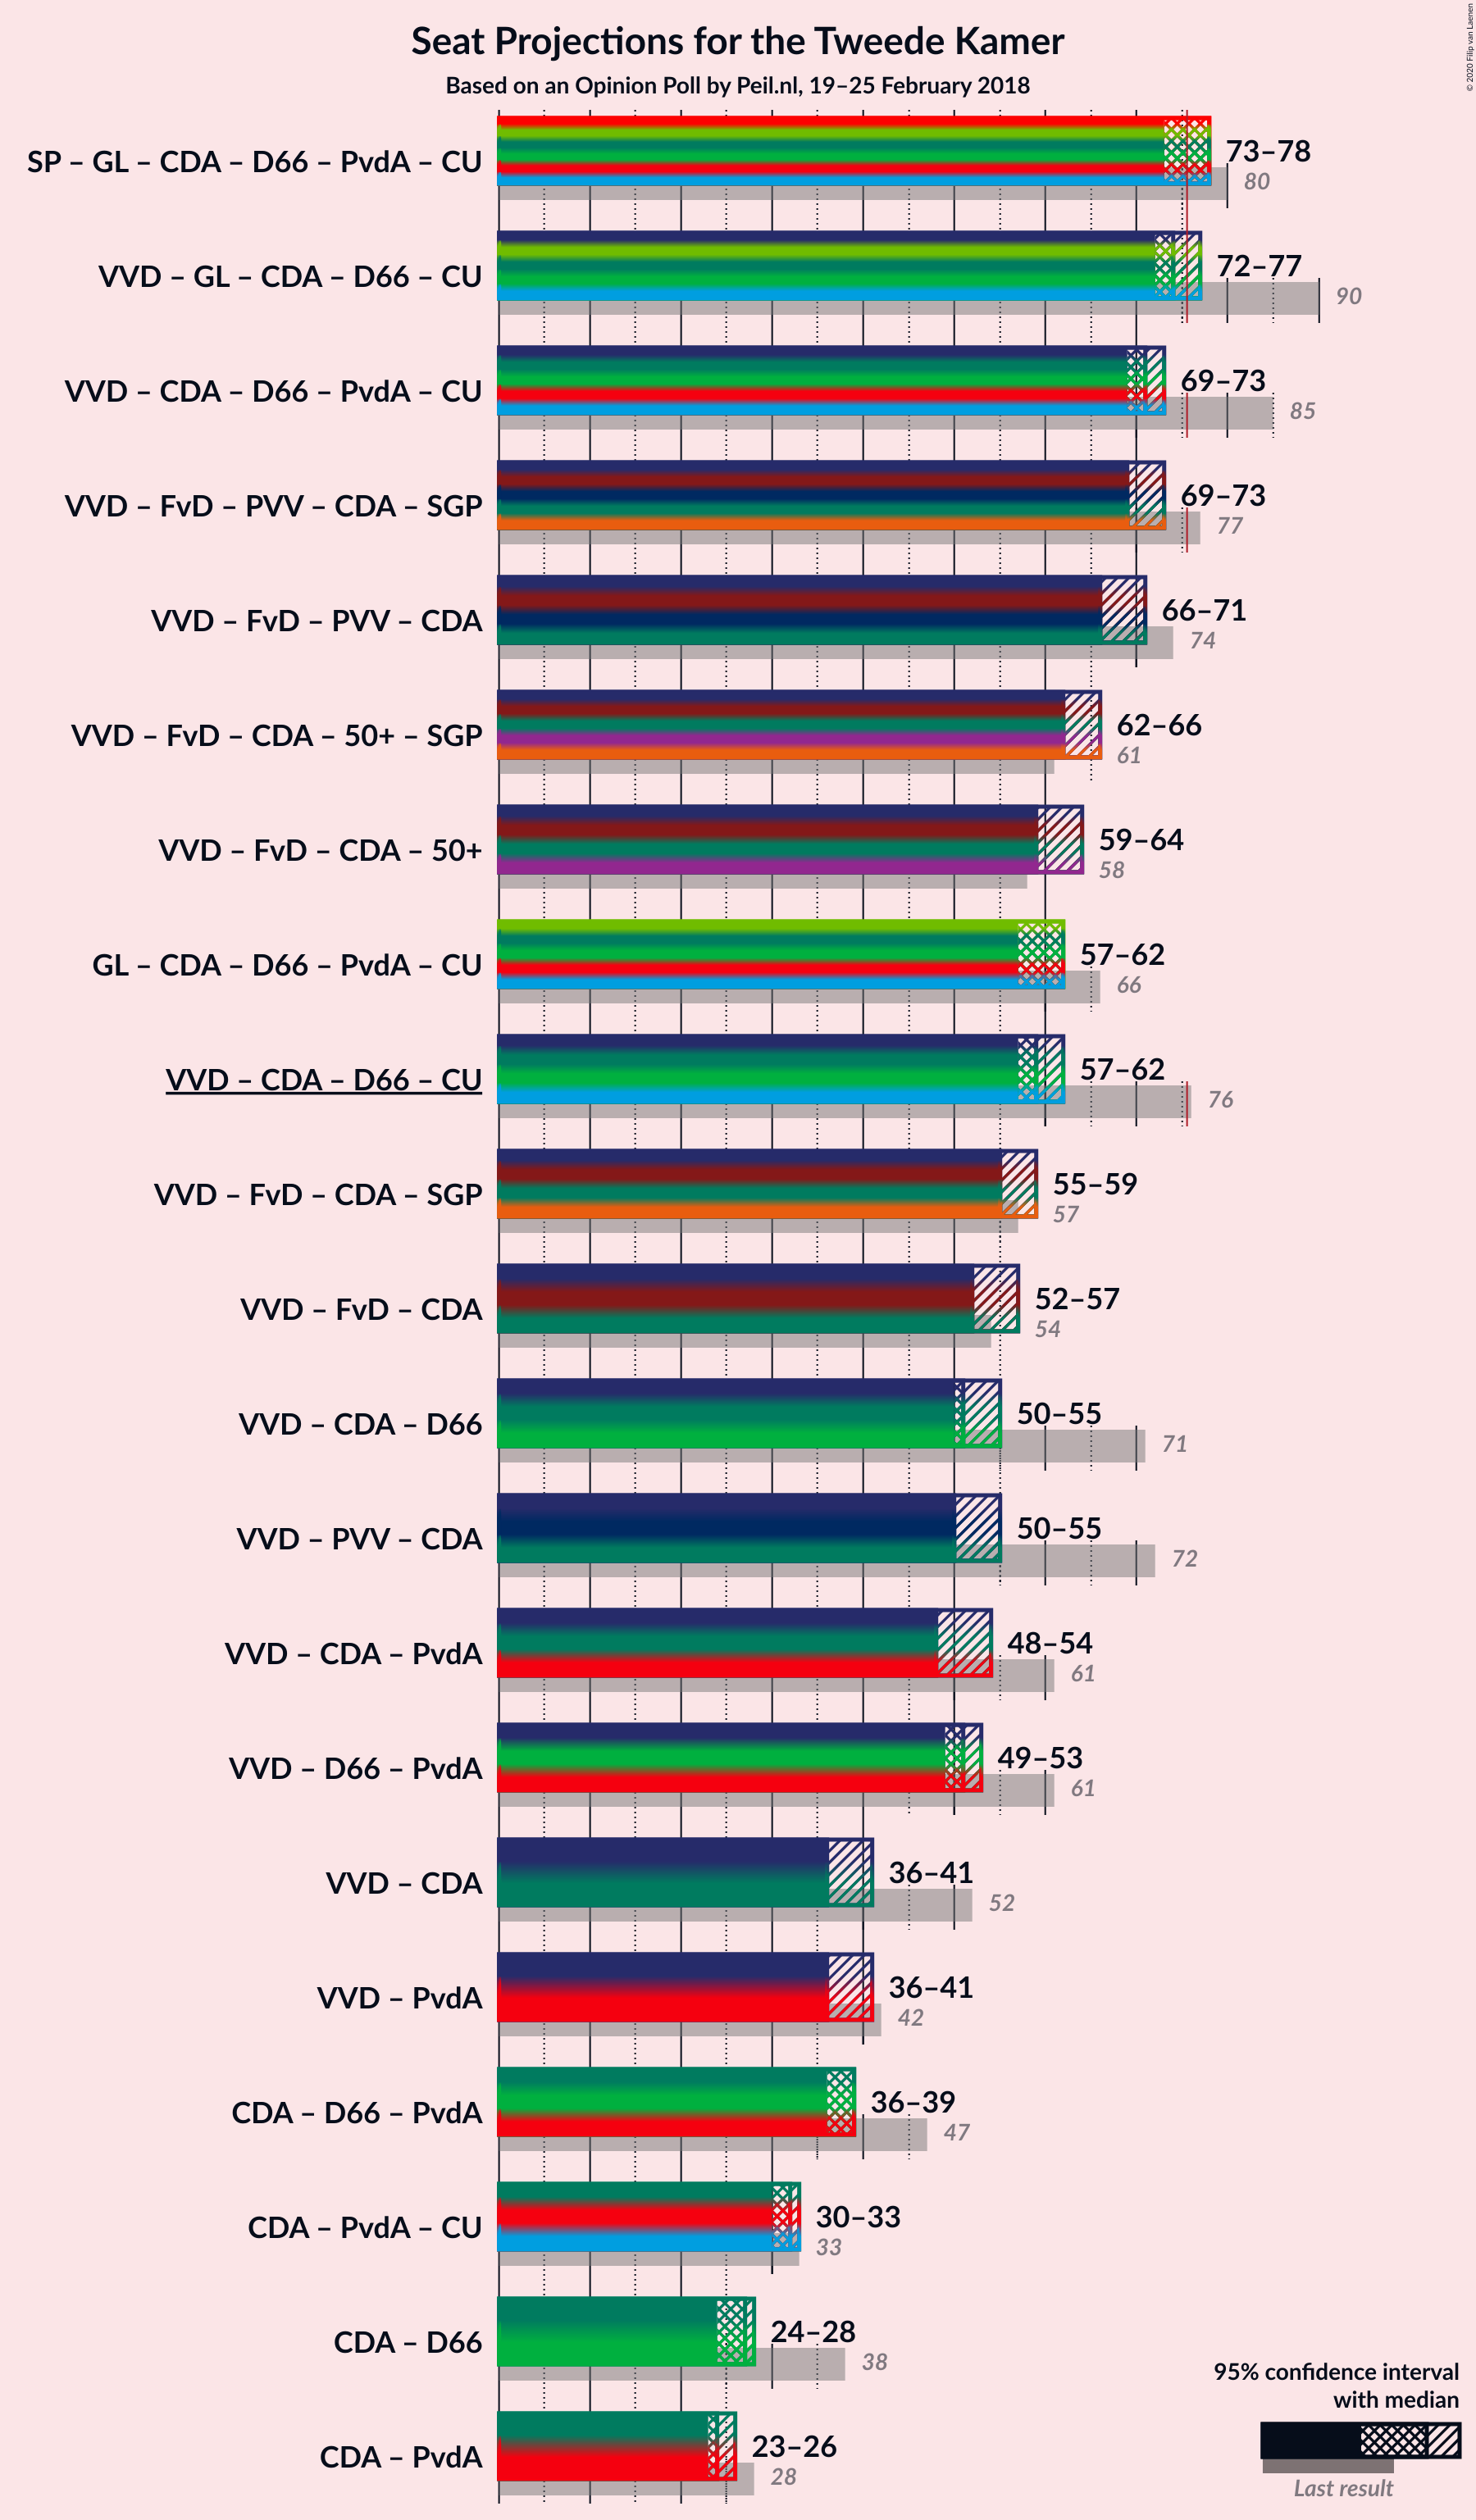 Seat Projections for the Tweede Kamer
Based on an Opinion Poll by Peil.nl, 19–25 February 2018
© 2020 Filip van Laenen
SP – GL – CDA – D66 – PvdA – CU
73–78
80
VVD – GL – CDA – D66 – CU
72–77
90
VVD – CDA – D66 – PvdA – CU
69–73
85
VVD – FvD – PVV – CDA – SGP
69–73
77
VVD – FvD – PVV – CDA
66–71
74
VVD – FvD – CDA – 50+ – SGP
62–66
61
VVD – FvD – CDA – 50+
59–64
58
GL – CDA – D66 – PvdA – CU
57–62
66
VVD – CDA – D66 – CU
57–62
76
VVD – FvD – CDA – SGP
55–59
57
VVD – FvD – CDA
52–57
54
VVD – CDA – D66
50–55
71
VVD – PVV – CDA
50–55
72
VVD – CDA – PvdA
48–54
61
VVD – D66 – PvdA
49–53
61
VVD – CDA
36–41
52
VVD – PvdA
36–41
42
CDA – D66 – PvdA
36–39
47
CDA – PvdA – CU
30–33
33
CDA – D66
24–28
38
CDA – PvdA
23–26
28
95% confidence interval
with median
Last result